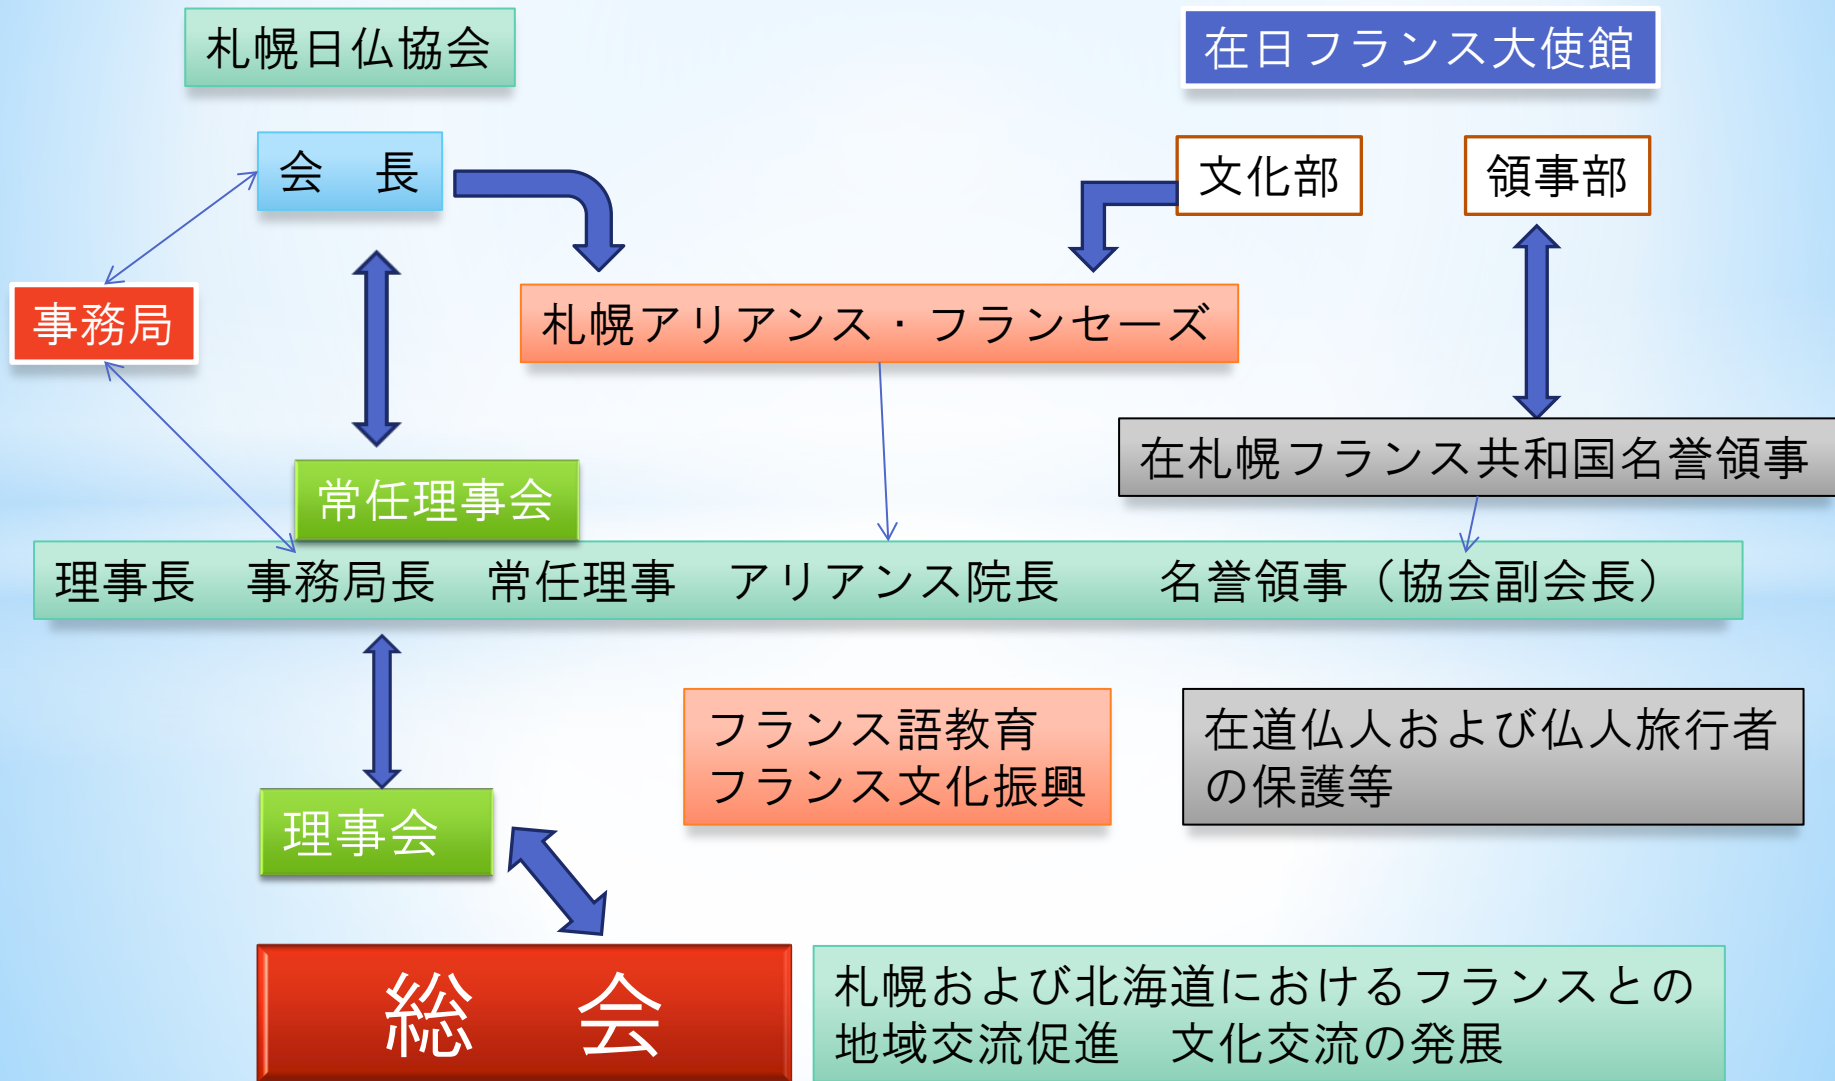 札幌日仏協会
在日フランス大使館
会　長
文化部
領事部
事務局
札幌アリアンス・フランセーズ
在札幌フランス共和国名誉領事
常任理事会
理事長　事務局長　常任理事　アリアンス院長　　名誉領事（協会副会長）
フランス語教育
フランス文化振興
在道仏人および仏人旅行者
の保護等
理事会
総　会
札幌および北海道におけるフランスとの
地域交流促進　文化交流の発展